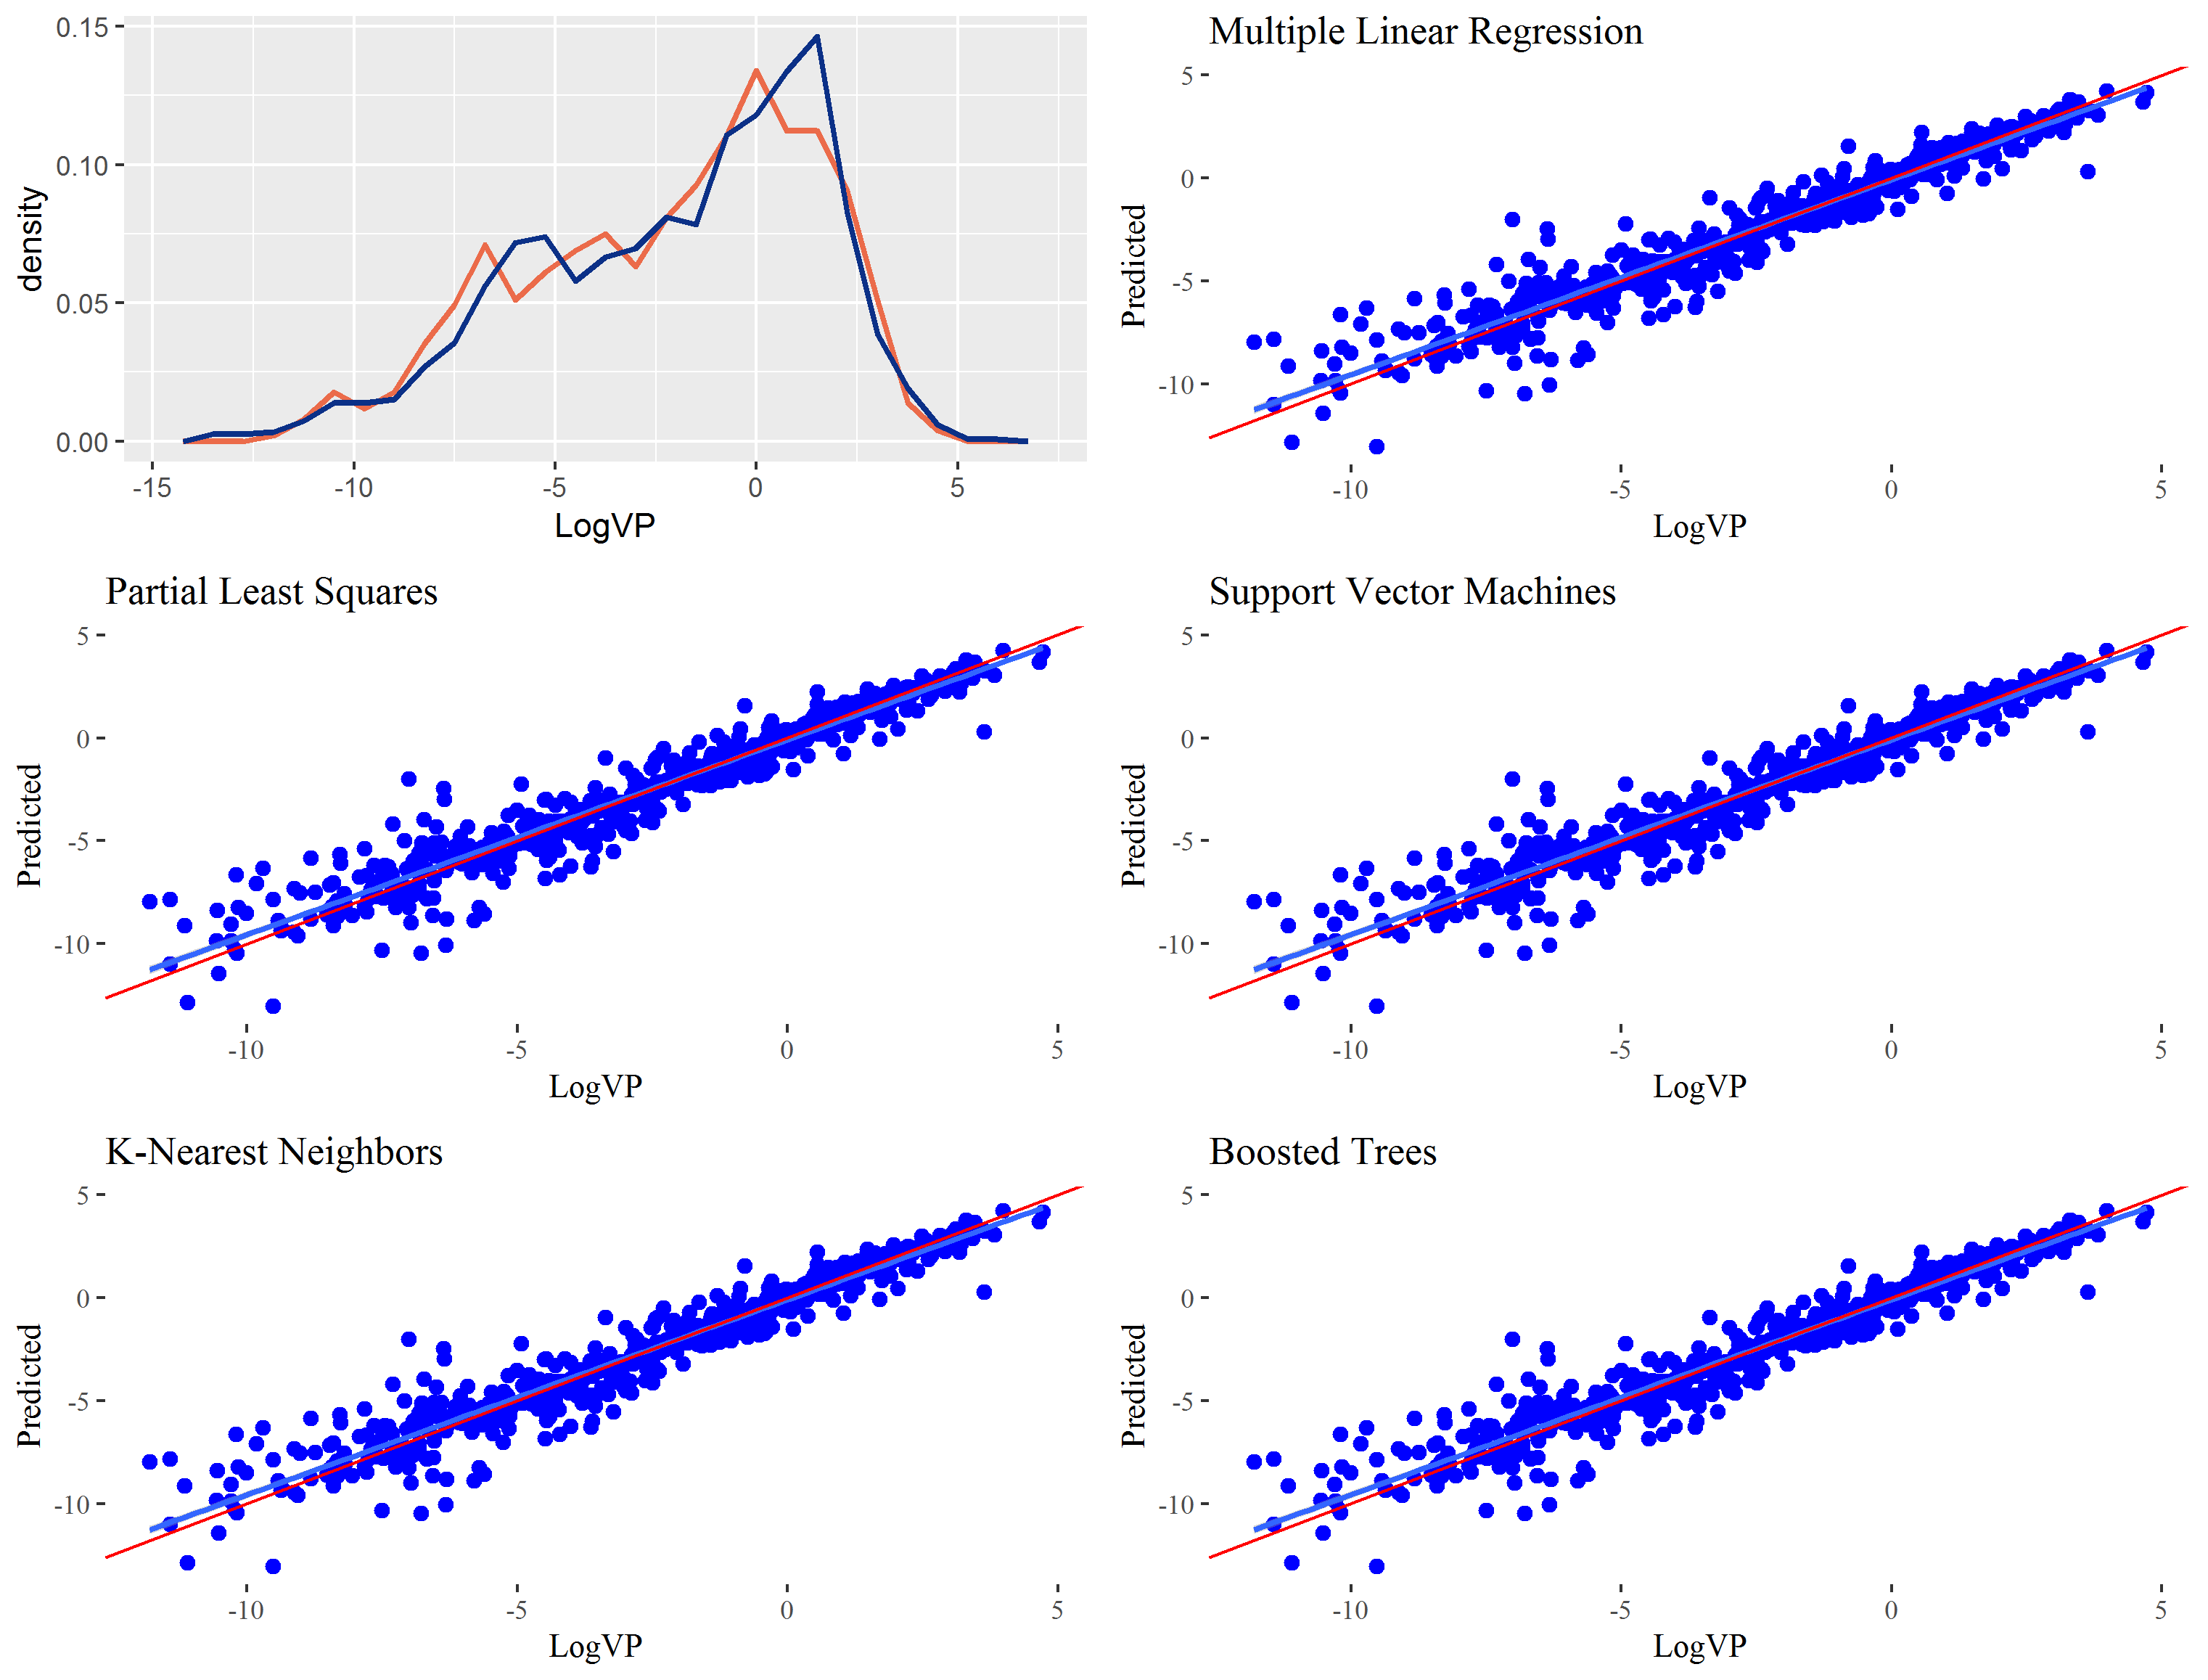 0.15
0.10
0.05
0.00
density
-15 -10 -5 0 5
LogVP
Multiple Linear Regression
5
0
-5
-10
Predicted
-10 -5 0 5
LogVP
Partial Least Squares
5
0
-5
-10
Predicted
-10 -5 0 5
LogVP
Support Vector Machines
5
0
-5
-10
Predicted
-10 -5 0 5
LogVP
K-Nearest Neighbors
5
0
-5
-10
Predicted
-10 -5 0 5
LogVP
Boosted Trees
5
0
-5
-10
Predicted
-10 -5 0 5
LogVP